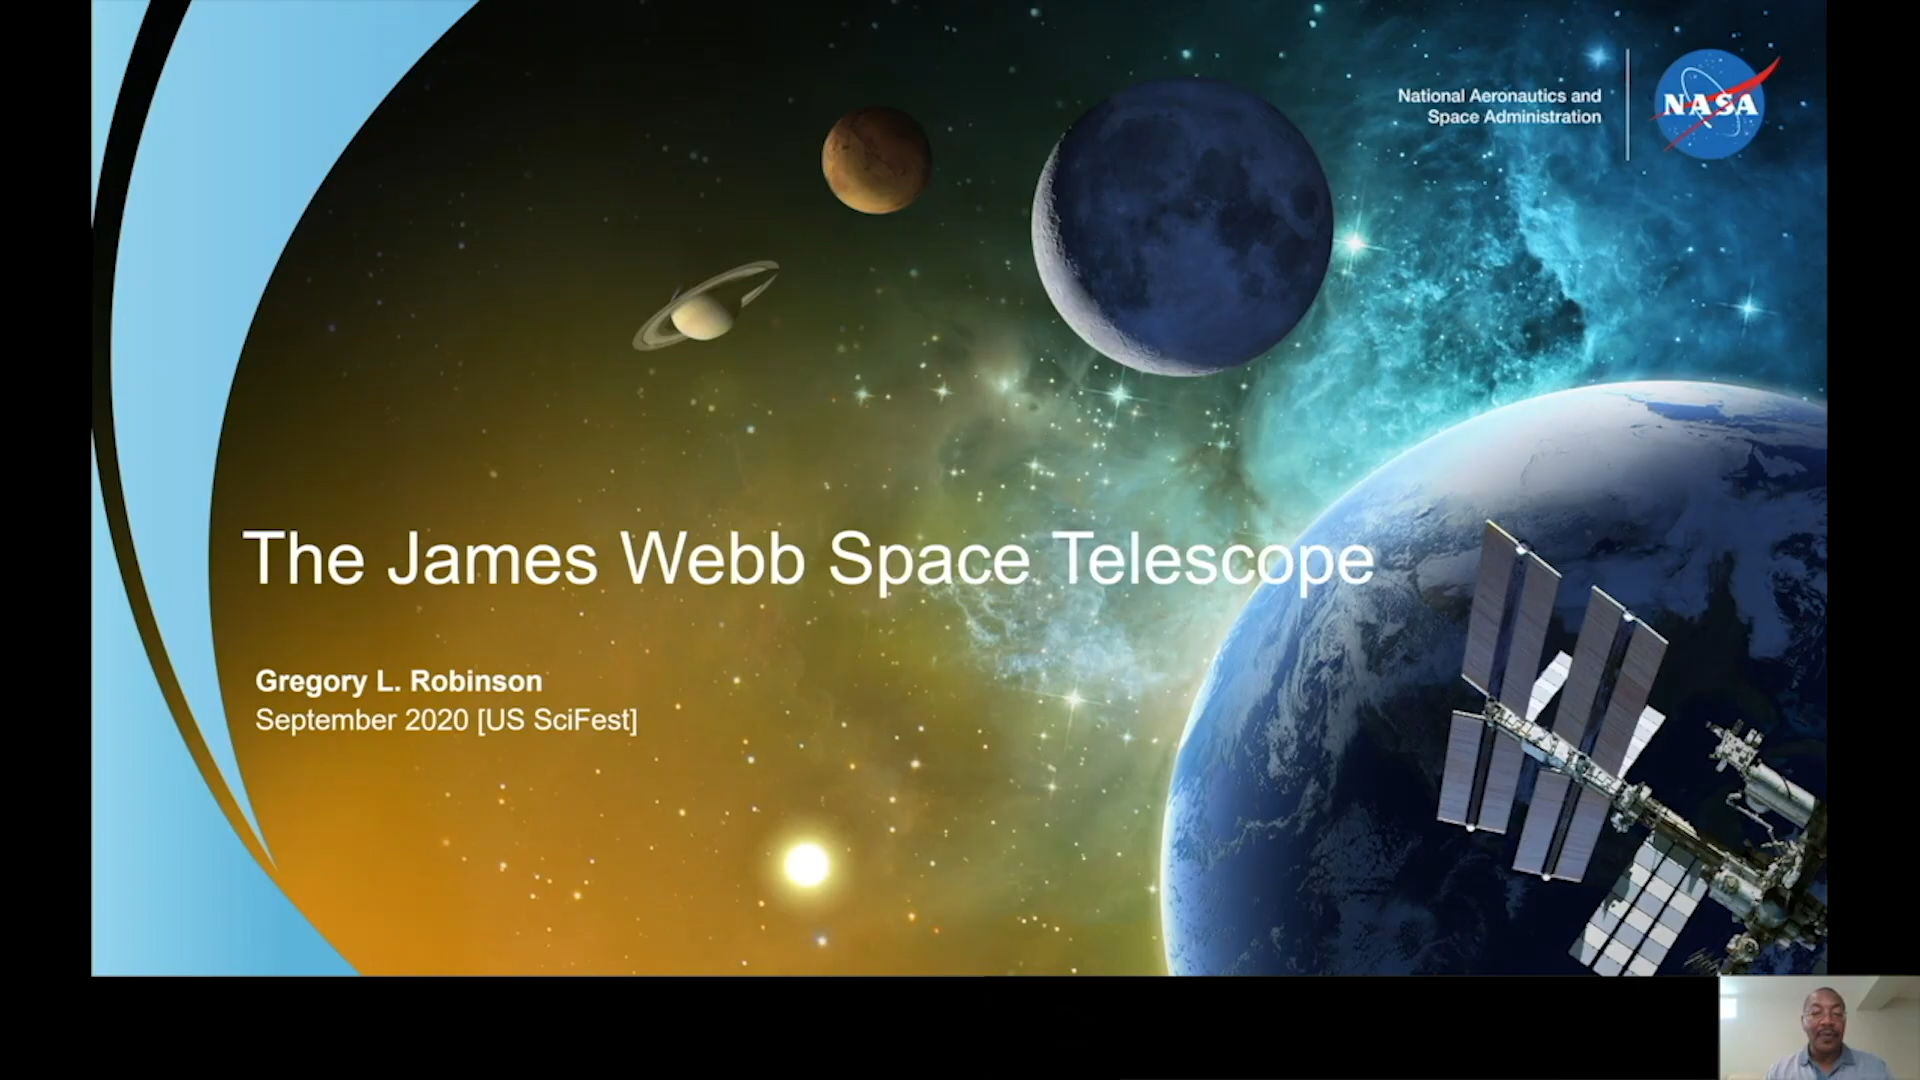 National Aeronautics and
Space Administration
NASA
The James Webb Space Telescope
Gregory L. Robinson
September 2020 [US SciFest]